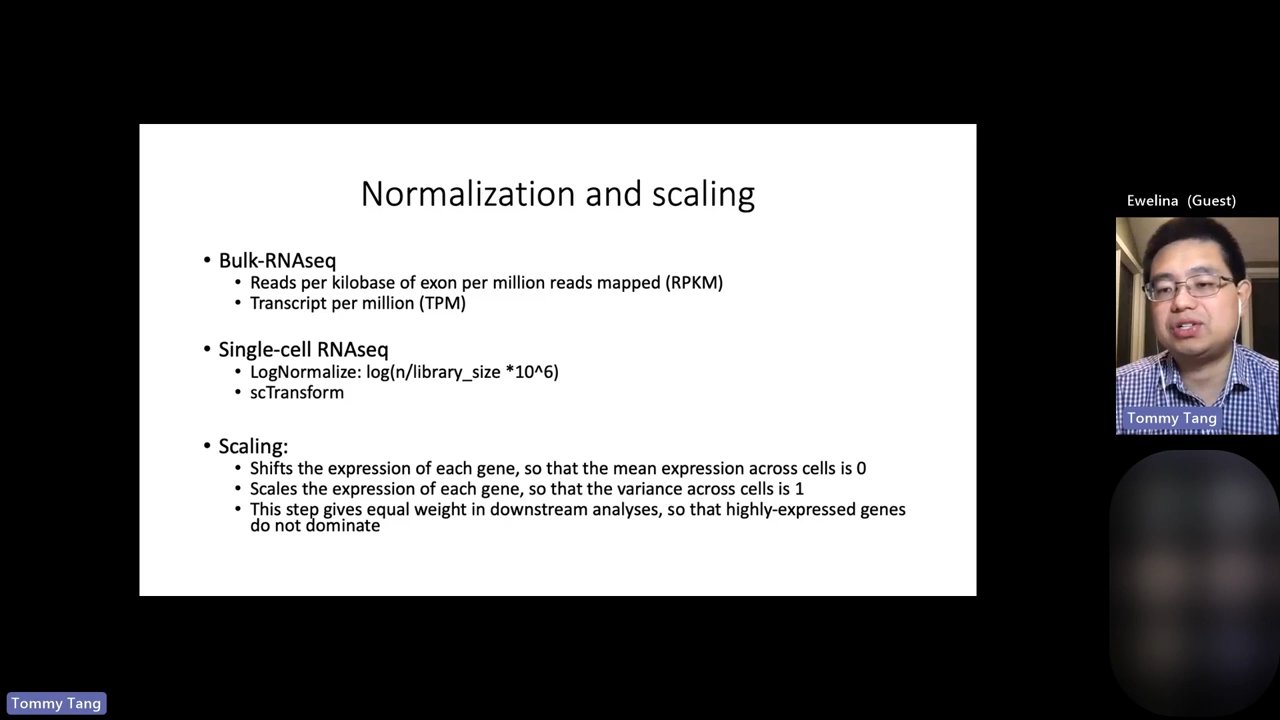 Normalization and scaling
• Bulk-RNAseq
• Reads per kilobase of exon per million reads mapped (RPKM)
• Transcript per million (TPM)
• Single-cell RNAseq
• LogNormalize: log(n/library_size *10^6)
• scTransform
• Scaling:
• Shifts the expression of each gene, so that the mean expression across cells is 0
• Scales the expression of each gene, so that the variance across cells is 1
• This step gives equal weight in downstream analyses, so that highly-expressed genes
do not dominate
Ewelina (Guest)
Tommy Tang
Tommy Tang